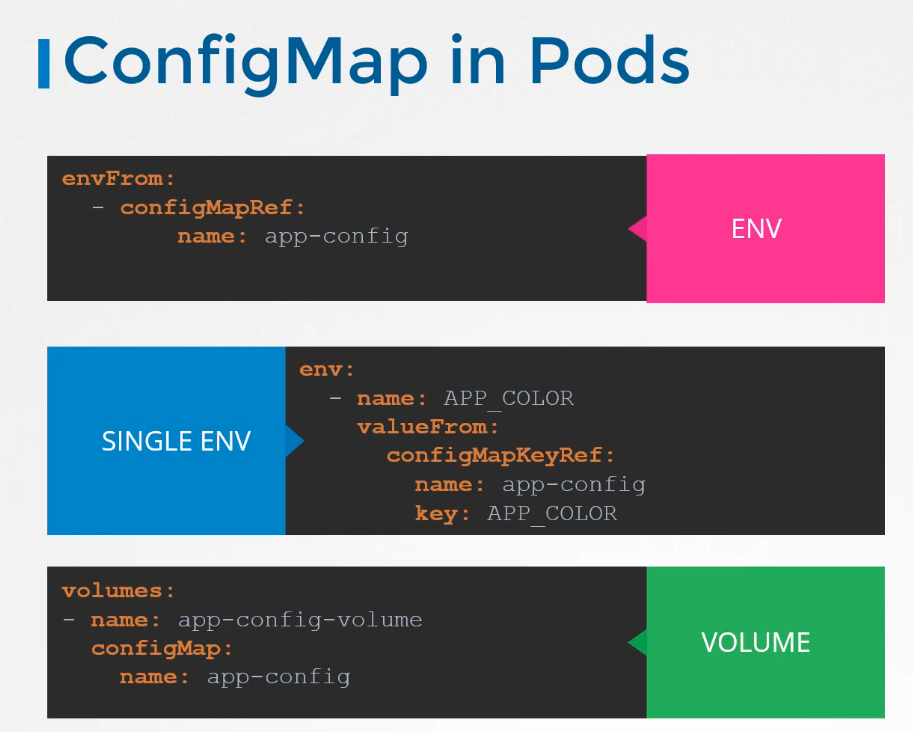 ConfigMap in Pods
envFrom:
  - configMapRef:
        name: app-config
ENV
SINGLE ENV
env:
  - name: APP_COLOR
    valueFrom:
      configMapKeyRef:
        name: app-config
        key: APP_COLOR
volumes:
- name: app-config-volume
  configMap:
    name: app-config
VOLUME